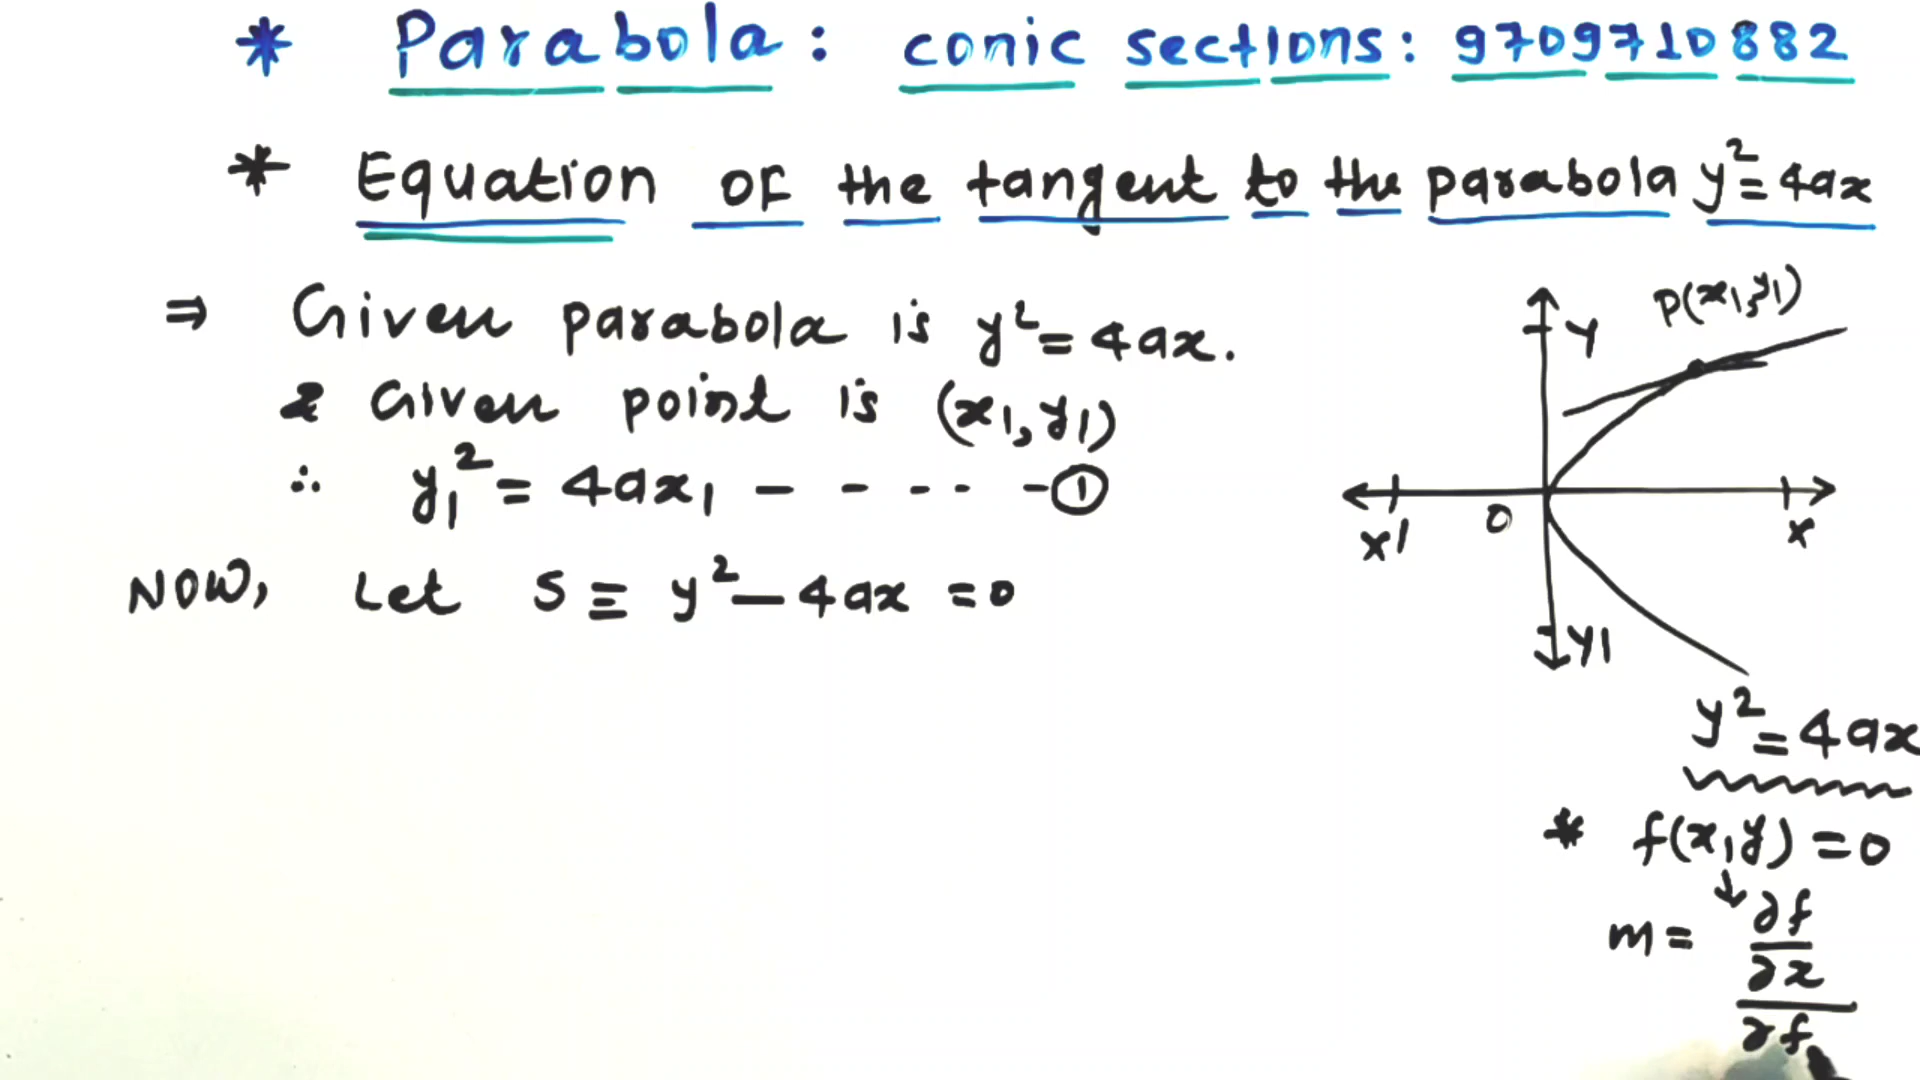 * Parabola: conic sections: 9709710882
* Equation of the tangent to the parabola y²=4ax
⇒ Given parabola is y²=4ax.
& Given point is (x₁,y₁)
∴ y₁²=4ax₁ - - - - -①
NOW, Let S ≡ y²-4ax =0
P(x₁,y₁)
Y
X' O X
Y'
y²=4ax
* f(x,y)=0
↓
m= ∂f
∂x
∂f